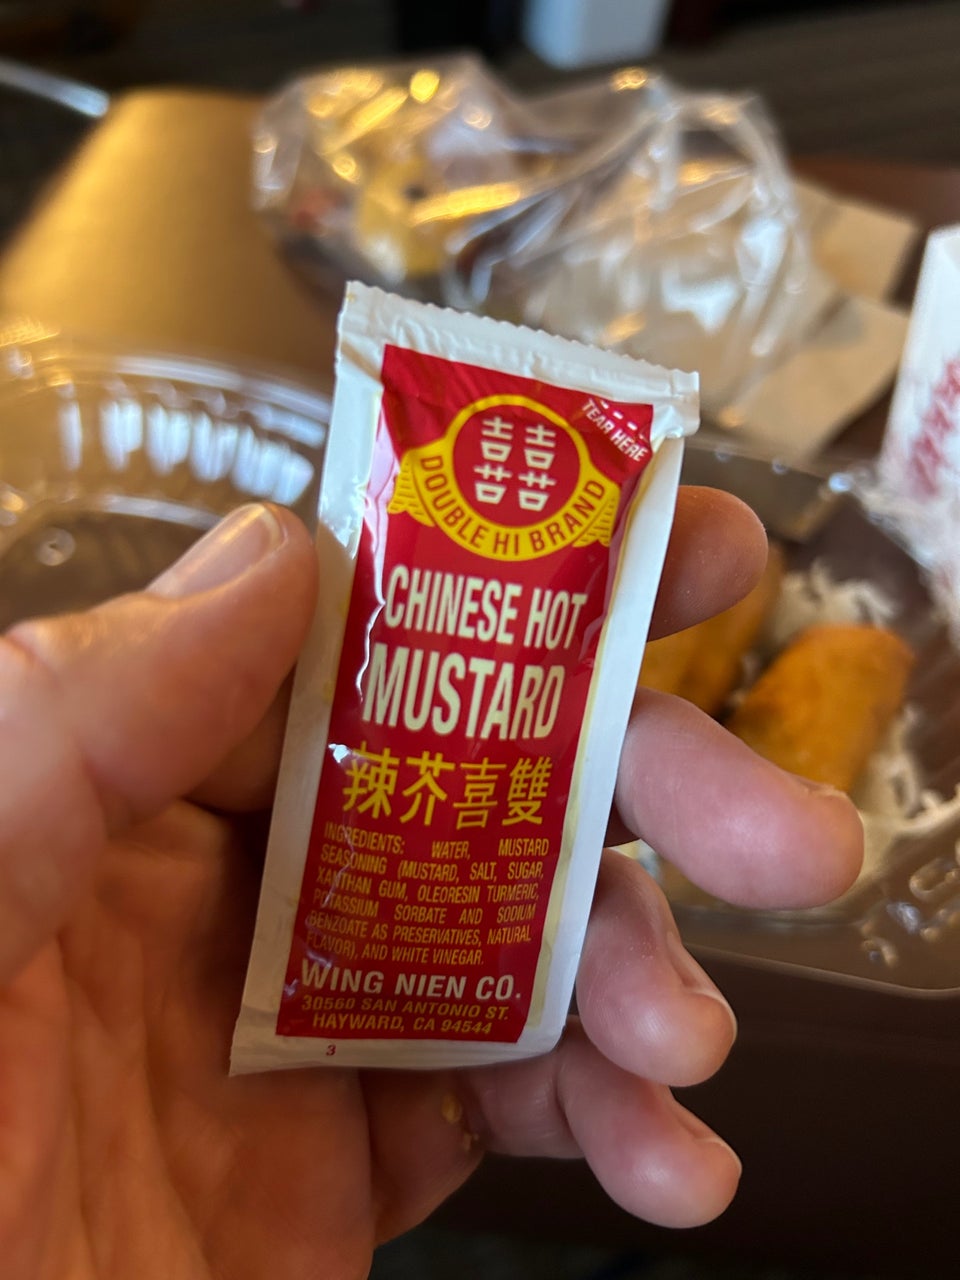 TEAR HERE
囍
DOUBLE HI BRAND
CHINESE HOT
MUSTARD
辣芥喜雙
INGREDIENTS: WATER, MUSTARD
SEASONING (MUSTARD, SALT, SUGAR,
XANTHAN GUM, OLEORESIN TURMERIC,
POTASSIUM SORBATE AND SODIUM
BENZOATE AS PRESERVATIVES, NATURAL
FLAVOR), AND WHITE VINEGAR.
WING NIEN CO.
30560 SAN ANTONIO ST.
HAYWARD, CA 94544
3